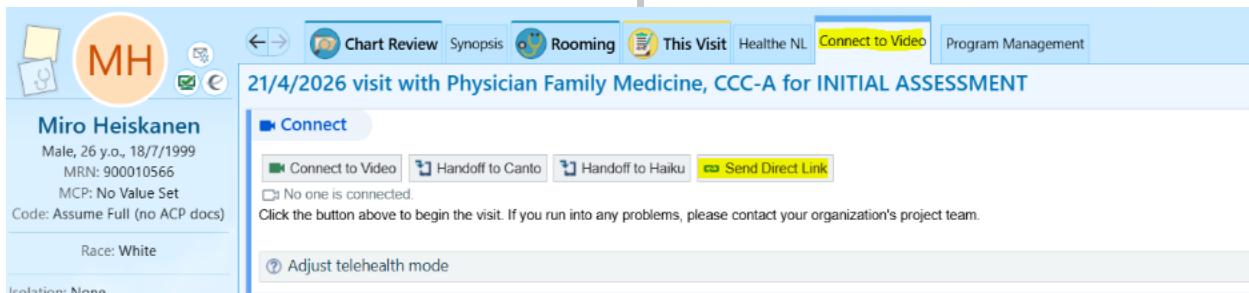 MH
Miro Heiskanen
Male, 26 y.o., 18/7/1999
MRN: 900010566
MCP: No Value Set
Code: Assume Full (no ACP docs)
Race: White
Isolation: None
Chart Review Synopsis Rooming This Visit Healthe NL Connect to Video Program Management
21/4/2026 visit with Physician Family Medicine, CCC-A for INITIAL ASSESSMENT
Connect
Connect to Video Handoff to Canto Handoff to Haiku Send Direct Link
No one is connected.
Click the button above to begin the visit. If you run into any problems, please contact your organization's project team.
Adjust telehealth mode